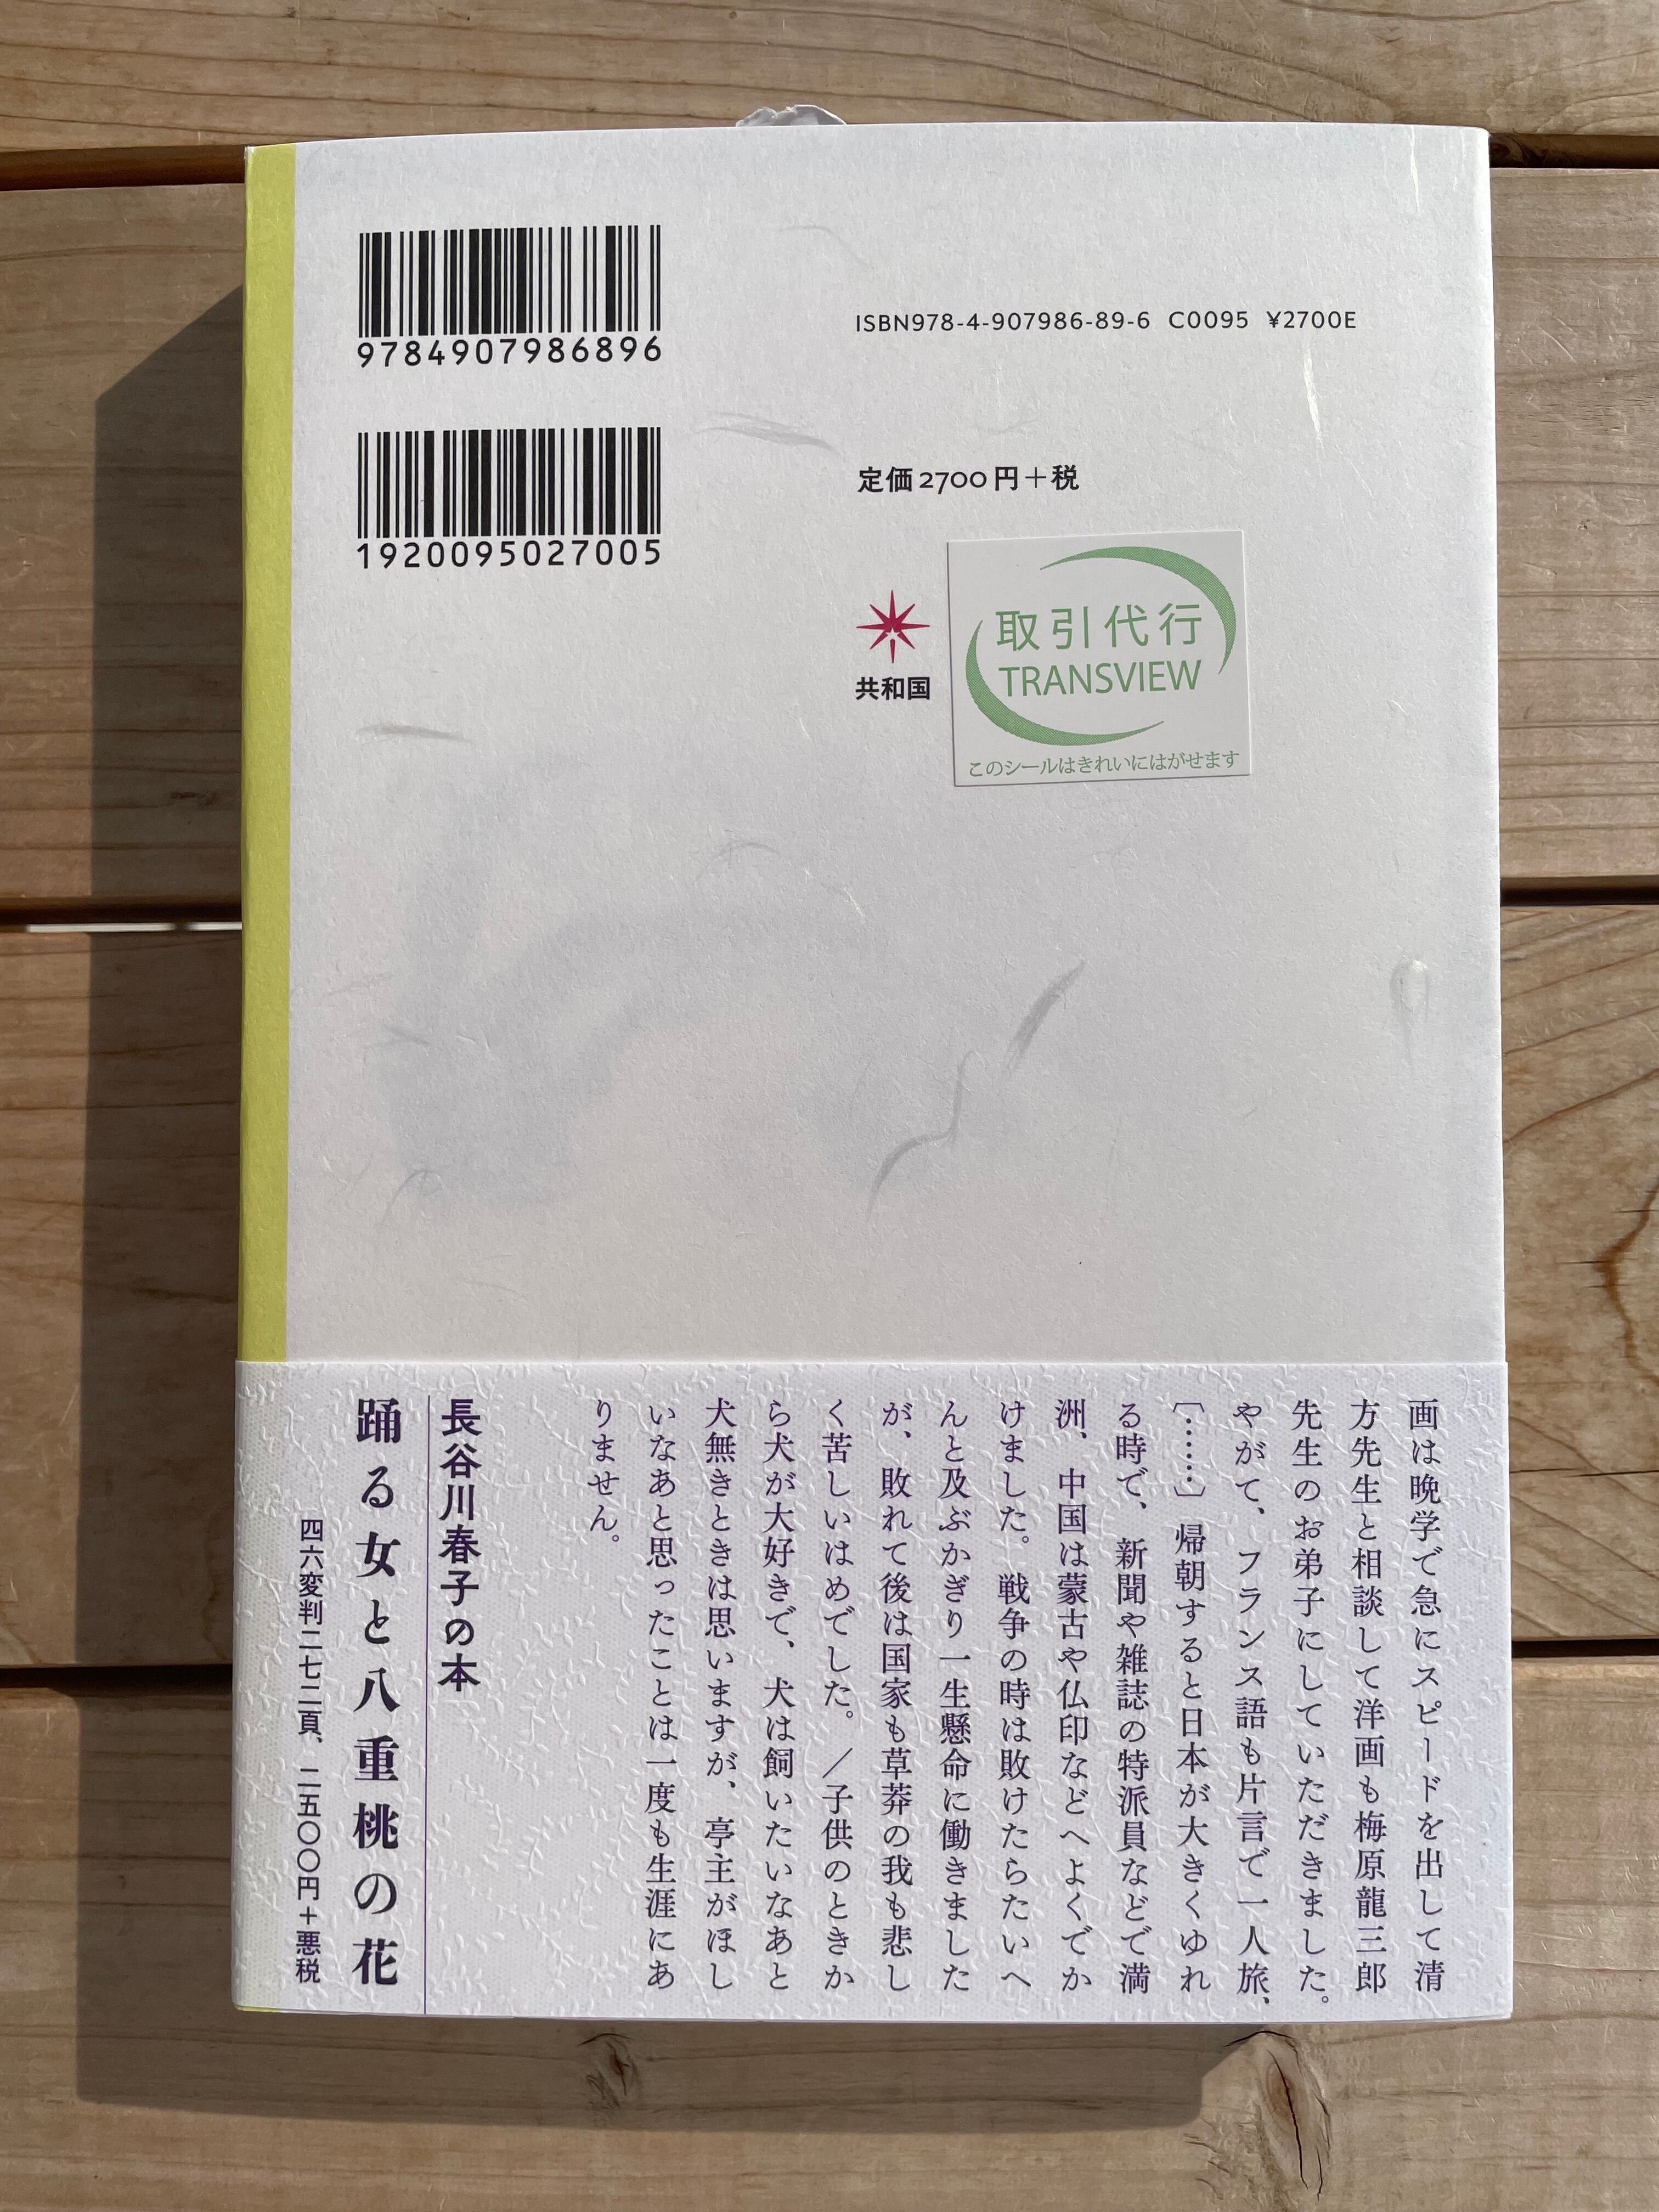 9784907986896
ISBN978-4-907986-89-6 C0095 ¥2700E
1920095027005
定価2700円+税
共和国
取引代行
TRANSVIEW
このシールはきれいにはがせます
画は晩学で急にスピードを出して清
方先生と相談して洋画も梅原龍三郎
先生のお弟子にしていただきました。
やがて、フランス語も片言で一人旅、
〔……〕帰朝すると日本が大きくゆれ
る時で、新聞や雑誌の特派員などで満
洲、中国は蒙古や仏印などへよくでか
けました。戦争の時は敗けたらたいへ
んと及ぶかぎり一生懸命に働きました
が、敗れて後は国家も草莽の我も悲し
く苦しいはめでした。／子供のときか
ら犬が大好きで、犬は飼いたいなあと
犬無きときは思いますが、亭主がほし
いなあと思ったことは一度も生涯にあ
りません。
長谷川春子の本
踊る女と八重桃の花
四六変判二七二頁、二五〇〇円+悪税